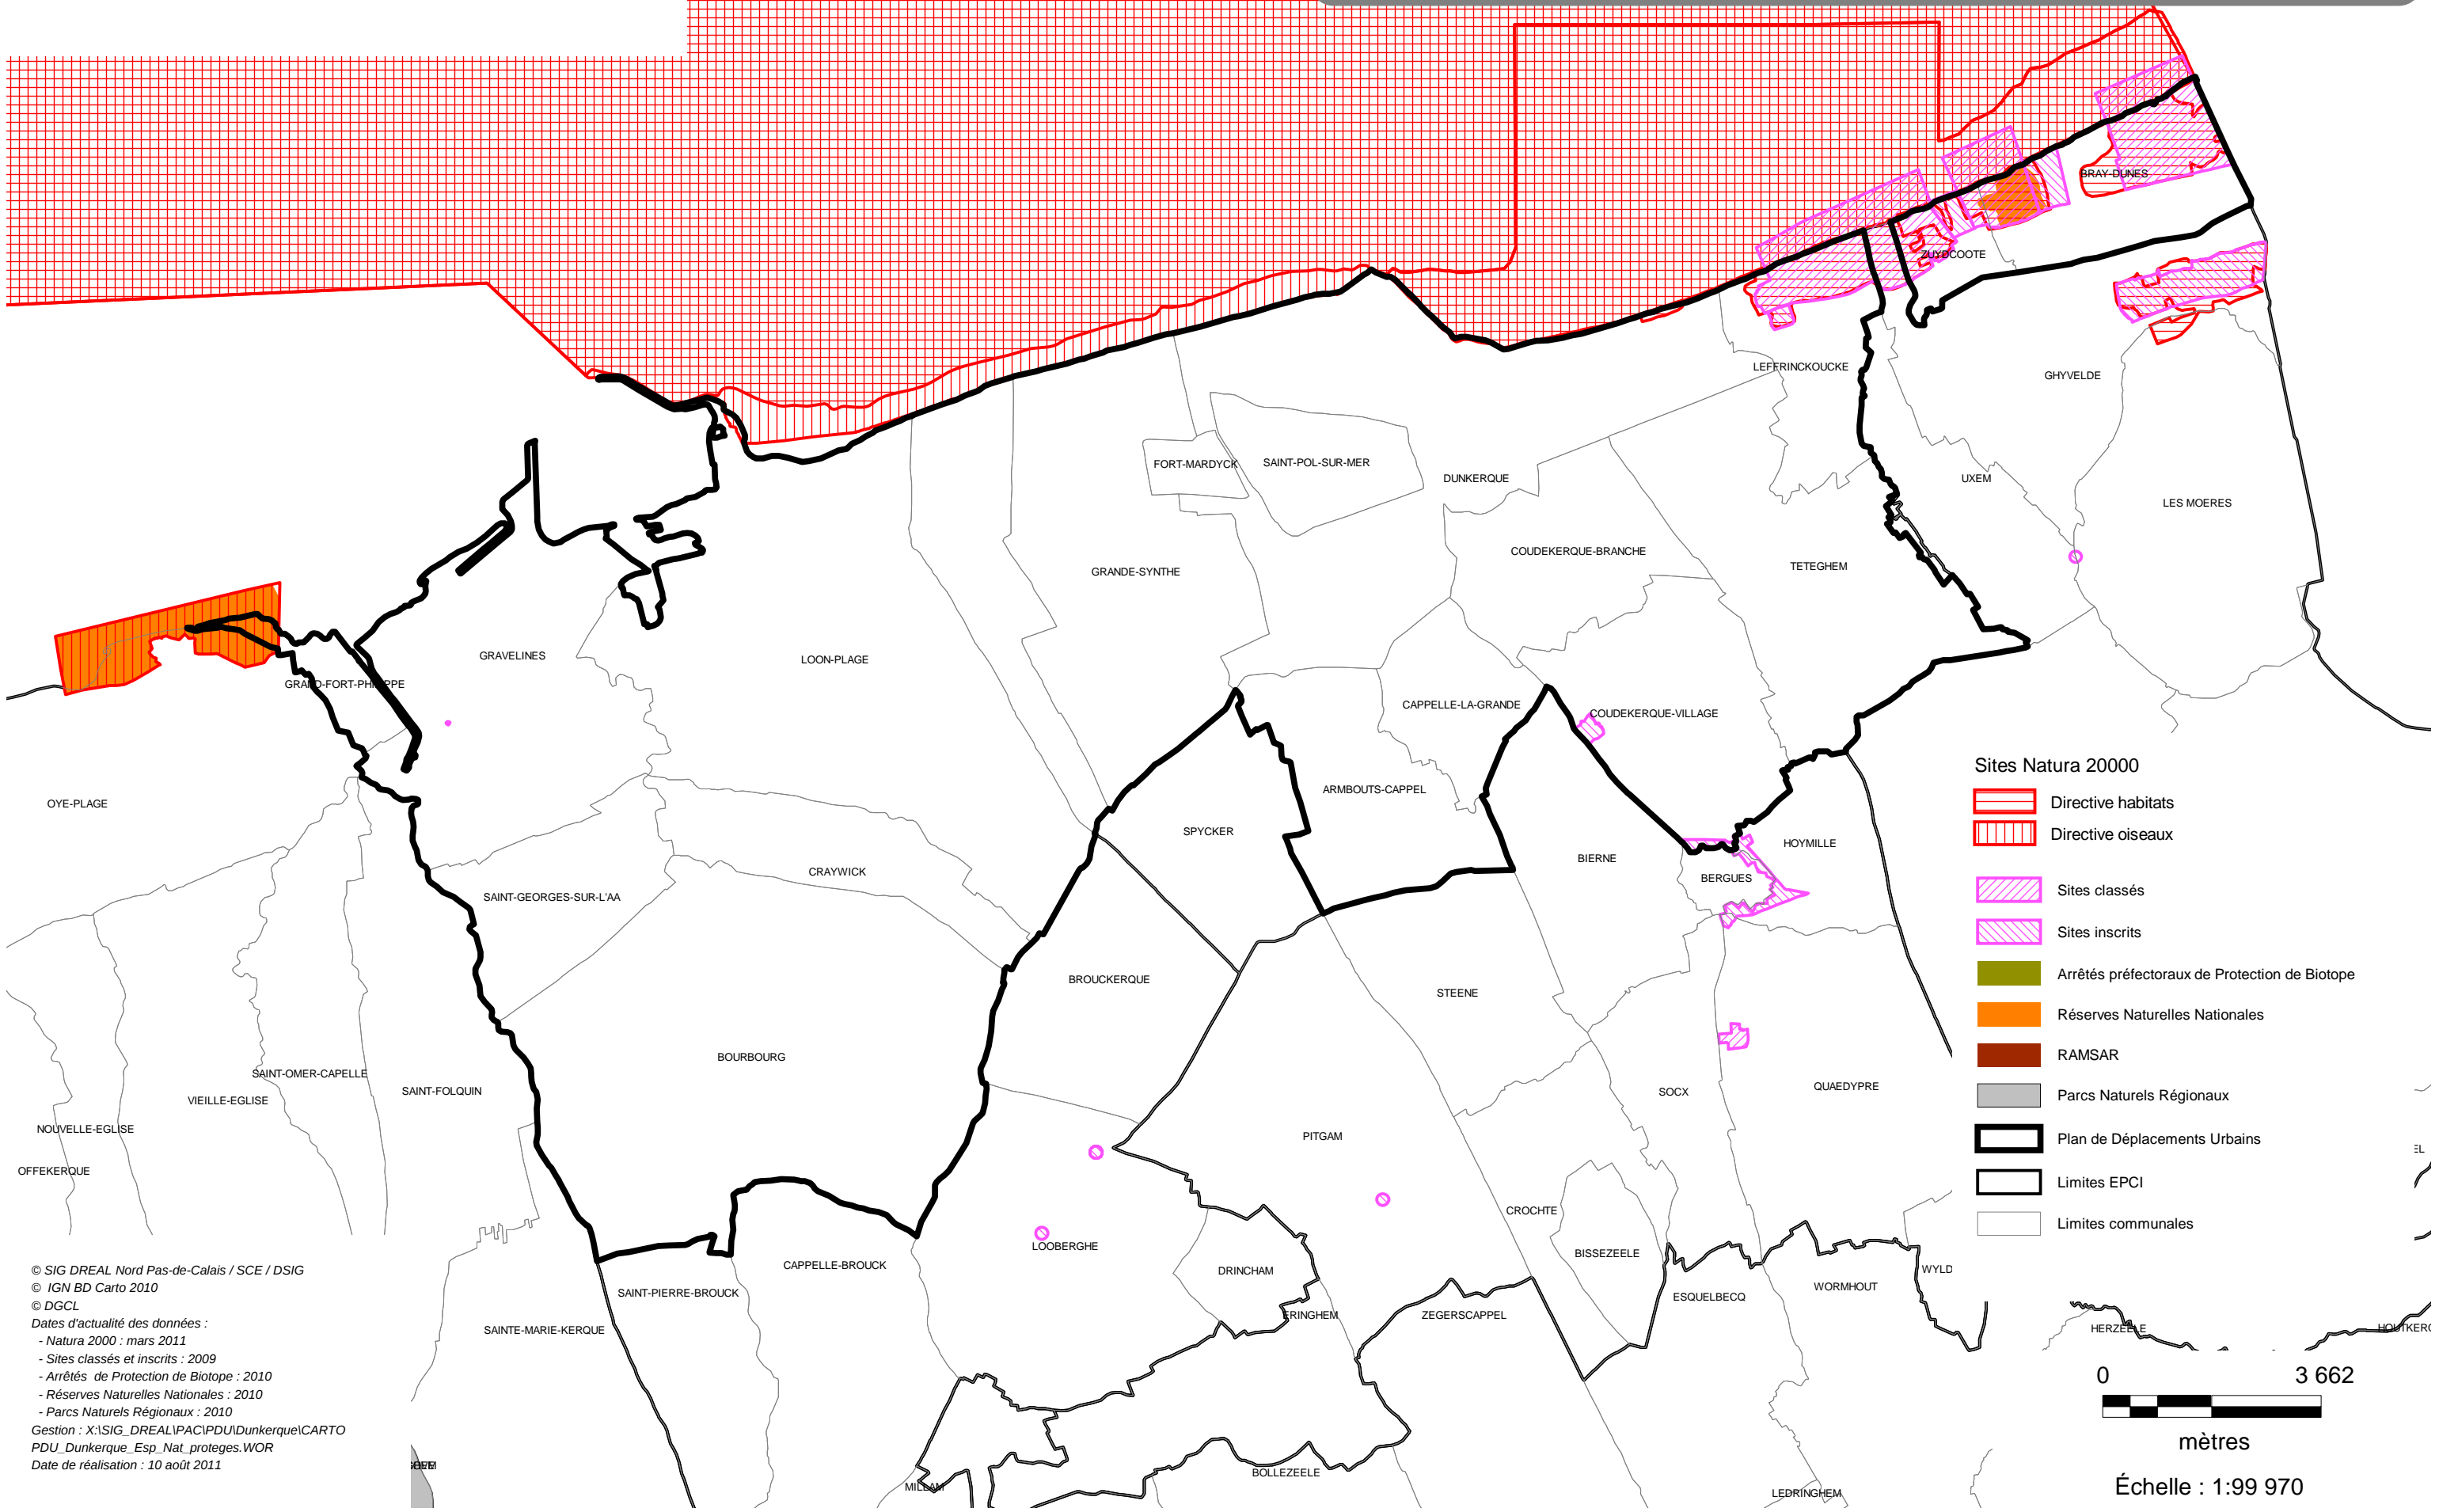 BRAY-DUNES
ZUYDCOOTE
LEFFRINCKOUCKE
GHYVELDE
FORT-MARDYCK
SAINT-POL-SUR-MER
DUNKERQUE
UXEM
LES MOERES
COUDEKERQUE-BRANCHE
TETEGHEM
GRANDE-SYNTHE
GRAVELINES
LOON-PLAGE
GRAND-FORT-PHILIPPE
CAPPELLE-LA-GRANDE
COUDEKERQUE-VILLAGE
OYE-PLAGE
ARMBOUTS-CAPPEL
SPYCKER
HOYMILLE
BIERNE
CRAYWICK
BERGUES
SAINT-GEORGES-SUR-L'AA
BROUCKERQUE
STEENE
BOURBOURG
SAINT-OMER-CAPELLE
SAINT-FOLQUIN
VIEILLE-EGLISE
SOCX
QUAEDYPRE
NOUVELLE-EGLISE
PITGAM
OFFEKERQUE
CROCHTE
LOOBERGHE
BISSEZEELE
CAPPELLE-BROUCK
DRINCHAM
WYLD
SAINT-PIERRE-BROUCK
ESQUELBECQ
WORMHOUT
ERINGHEM
ZEGERSCAPPEL
SAINTE-MARIE-KERQUE
HERZEELE
HOUTKERQ
BOLLEZEELE
MILLAM
LEDRINGHEM
EL
Sites Natura 20000
Directive habitats
Directive oiseaux
Sites classés
Sites inscrits
Arrêtés préfectoraux de Protection de Biotope
Réserves Naturelles Nationales
RAMSAR
Parcs Naturels Régionaux
Plan de Déplacements Urbains
Limites EPCI
Limites communales
0 3 662
mètres
Échelle : 1:99 970
© SIG DREAL Nord Pas-de-Calais / SCE / DSIG
© IGN BD Carto 2010
© DGCL
Dates d'actualité des données :
- Natura 2000 : mars 2011
- Sites classés et inscrits : 2009
- Arrêtés de Protection de Biotope : 2010
- Réserves Naturelles Nationales : 2010
- Parcs Naturels Régionaux : 2010
Gestion : X:\SIG_DREAL\PAC\PDU\Dunkerque\CARTO
PDU_Dunkerque_Esp_Nat_proteges.WOR
Date de réalisation : 10 août 2011